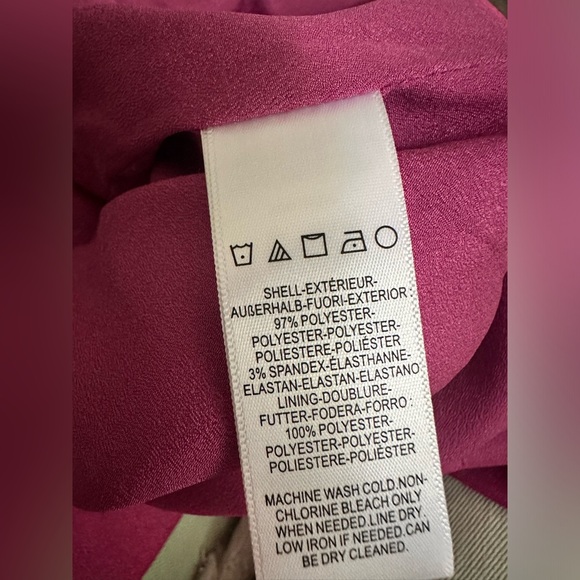 SHELL-EXTÉRIEUR-
AUßERHALB-FUORI-EXTERIOR:
97% POLYESTER-
POLYESTER-POLYESTER-
POLIESTERE-POLIÉSTER
3% SPANDEX-ÉLASTHANNE-
ELASTAN-ELASTAN-ELASTANO
LINING-DOUBLURE-
FUTTER-FODERA-FORRO:
100% POLYESTER-
POLYESTER-POLYESTER-
POLIESTERE-POLIÈSTER
MACHINE WASH COLD.NON-
CHLORINE BLEACH ONLY
WHEN NEEDED.LINE DRY.
LOW IRON IF NEEDED.CAN
BE DRY CLEANED.